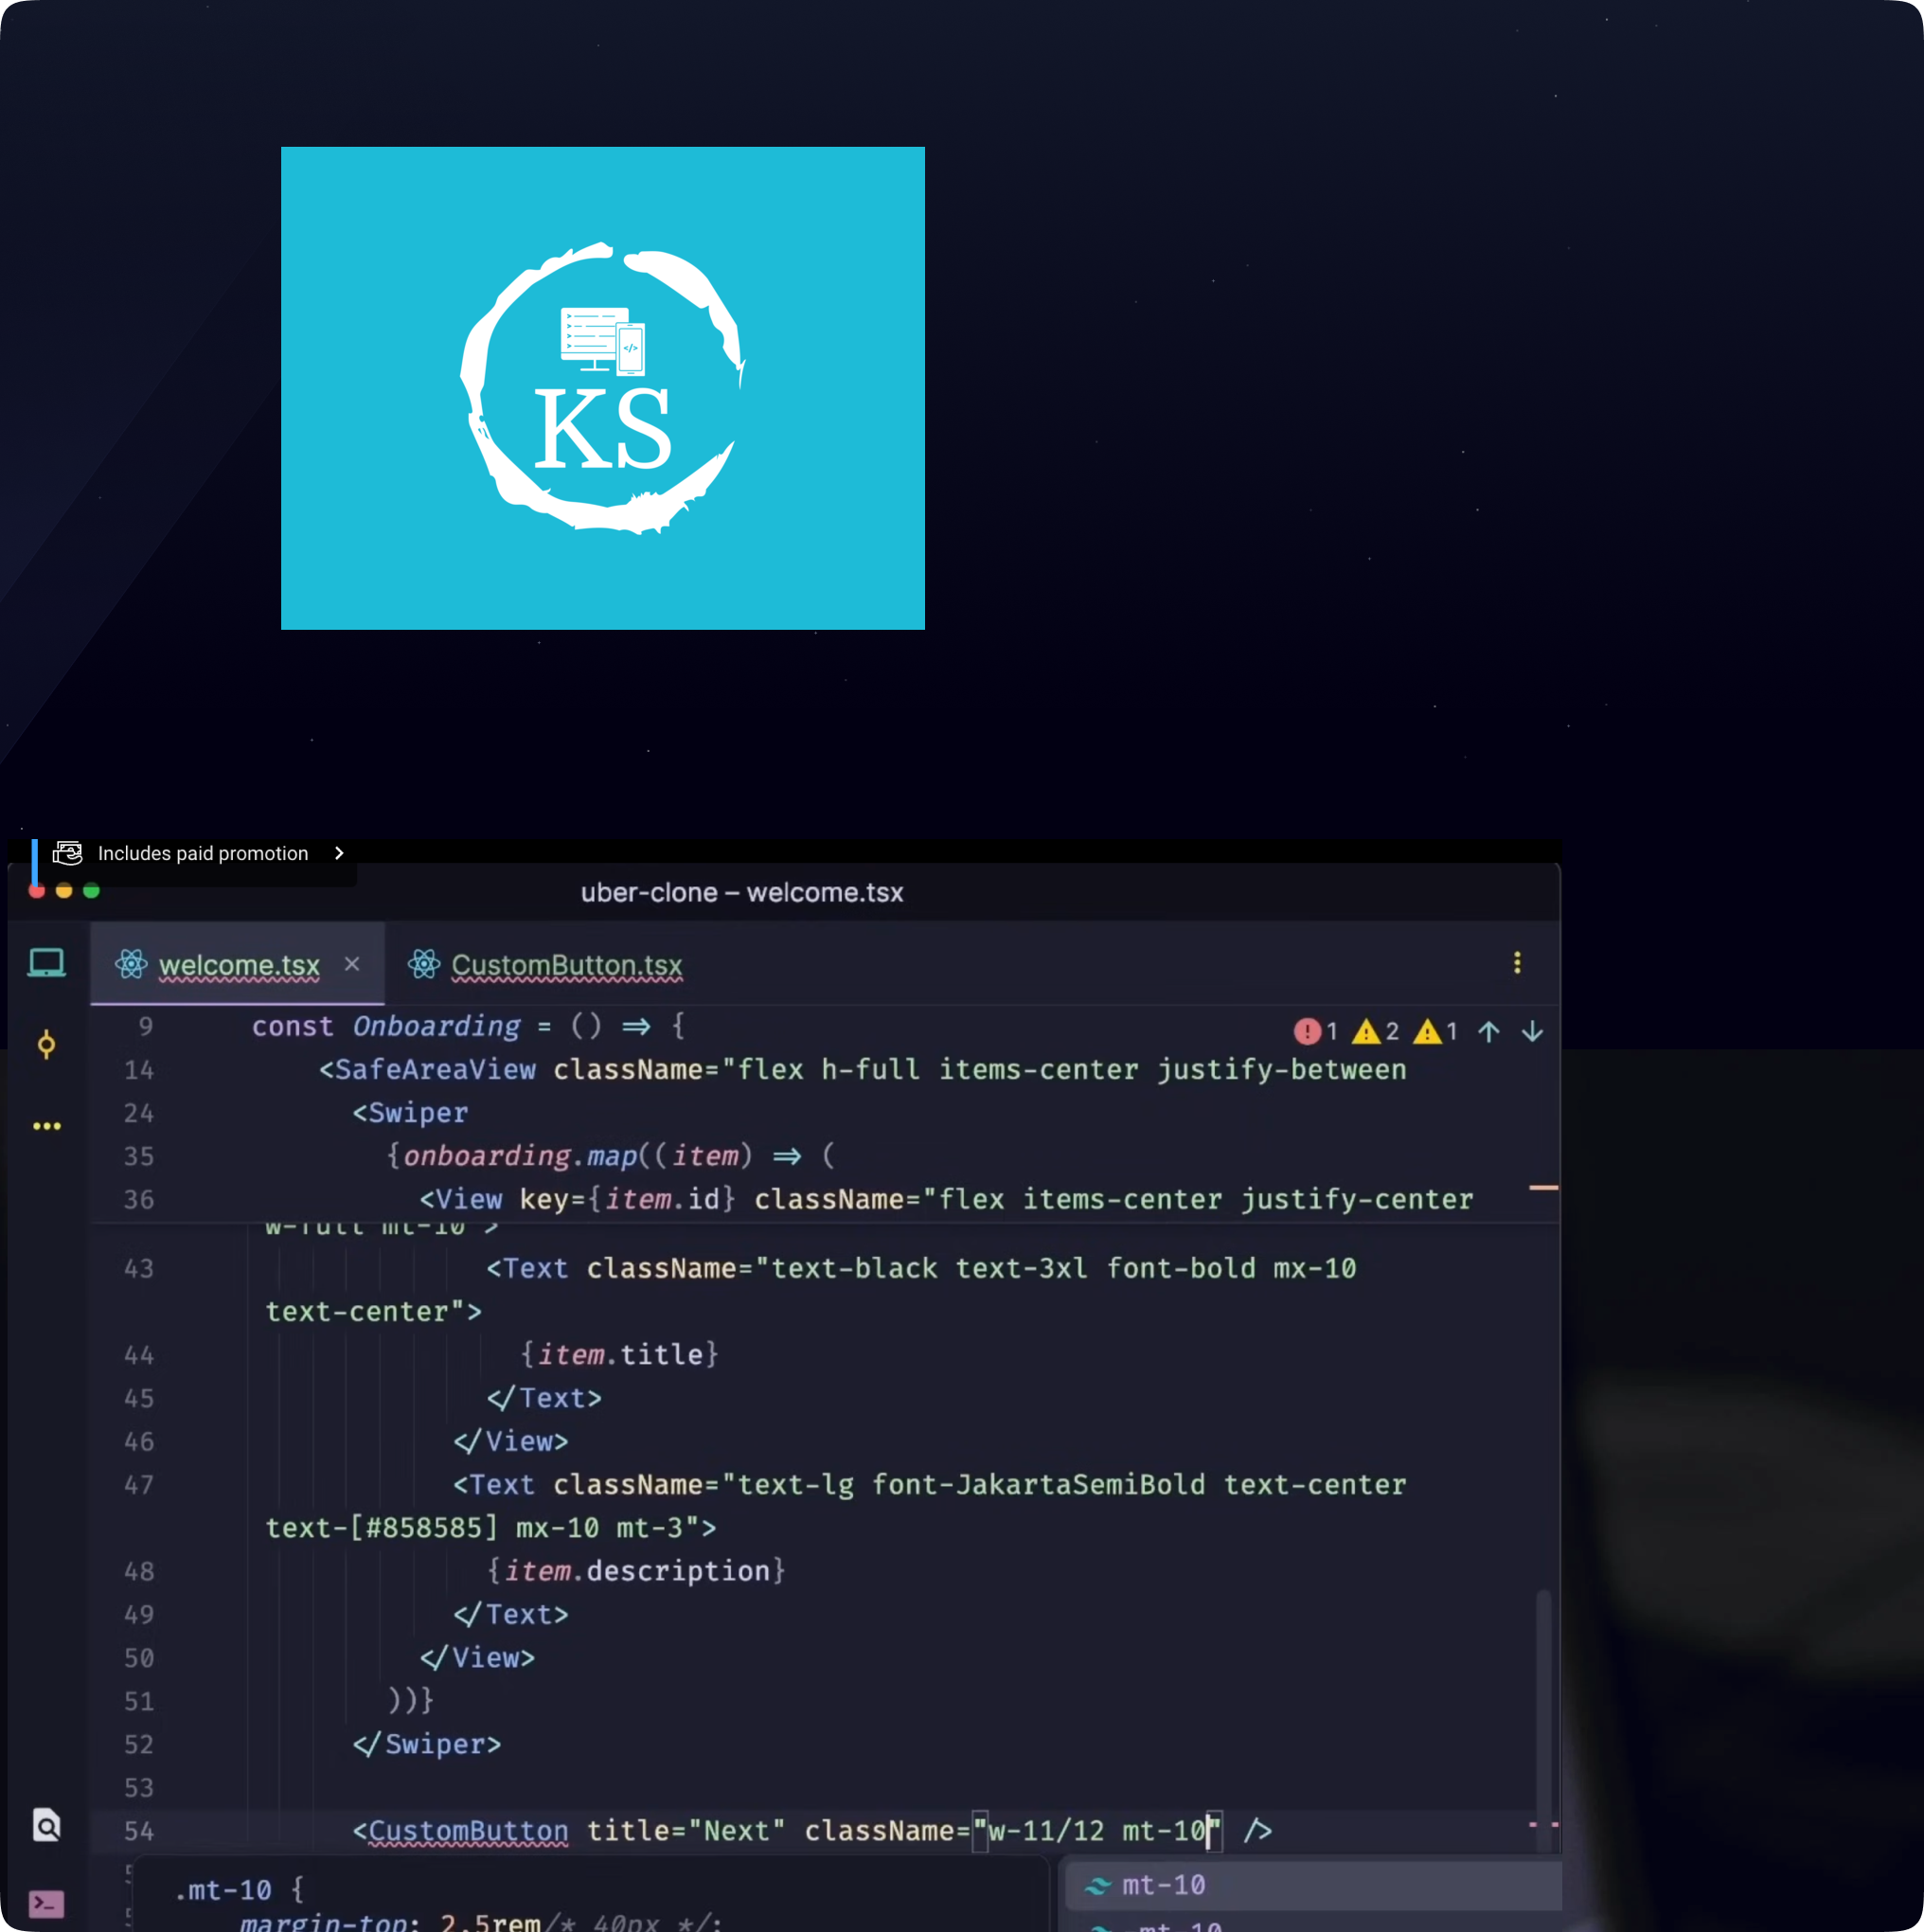 </>
KS
Includes paid promotion
uber-clone – welcome.tsx
welcome.tsx × CustomButton.tsx
9 const Onboarding = () => {
1 2 1
14 <SafeAreaView className="flex h-full items-center justify-between
24 <Swiper
35 {onboarding.map((item) => (
36 <View key={item.id} className="flex items-center justify-center
w-full mt-10">
43 <Text className="text-black text-3xl font-bold mx-10
text-center">
44 {item.title}
45 </Text>
46 </View>
47 <Text className="text-lg font-JakartaSemiBold text-center
text-[#858585] mx-10 mt-3">
48 {item.description}
49 </Text>
50 </View>
51 ))}
52 </Swiper>
53
54 <CustomButton title="Next" className="w-11/12 mt-10" />
.mt-10 {
margin-top: 2.5rem/* 40px */;
mt-10
-mt-10